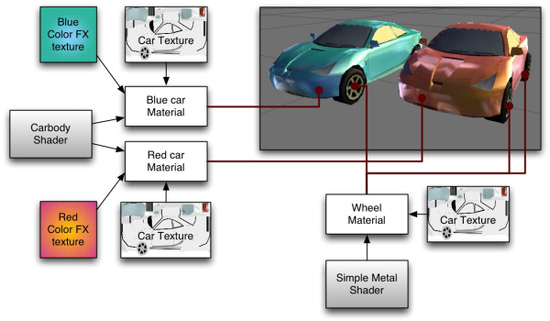 Blue
Color FX
texture
Car Texture
Blue car
Material
Carbody
Shader
Red car
Material
Red
Color FX
texture
Car Texture
Wheel
Material
Car Texture
Simple Metal
Shader